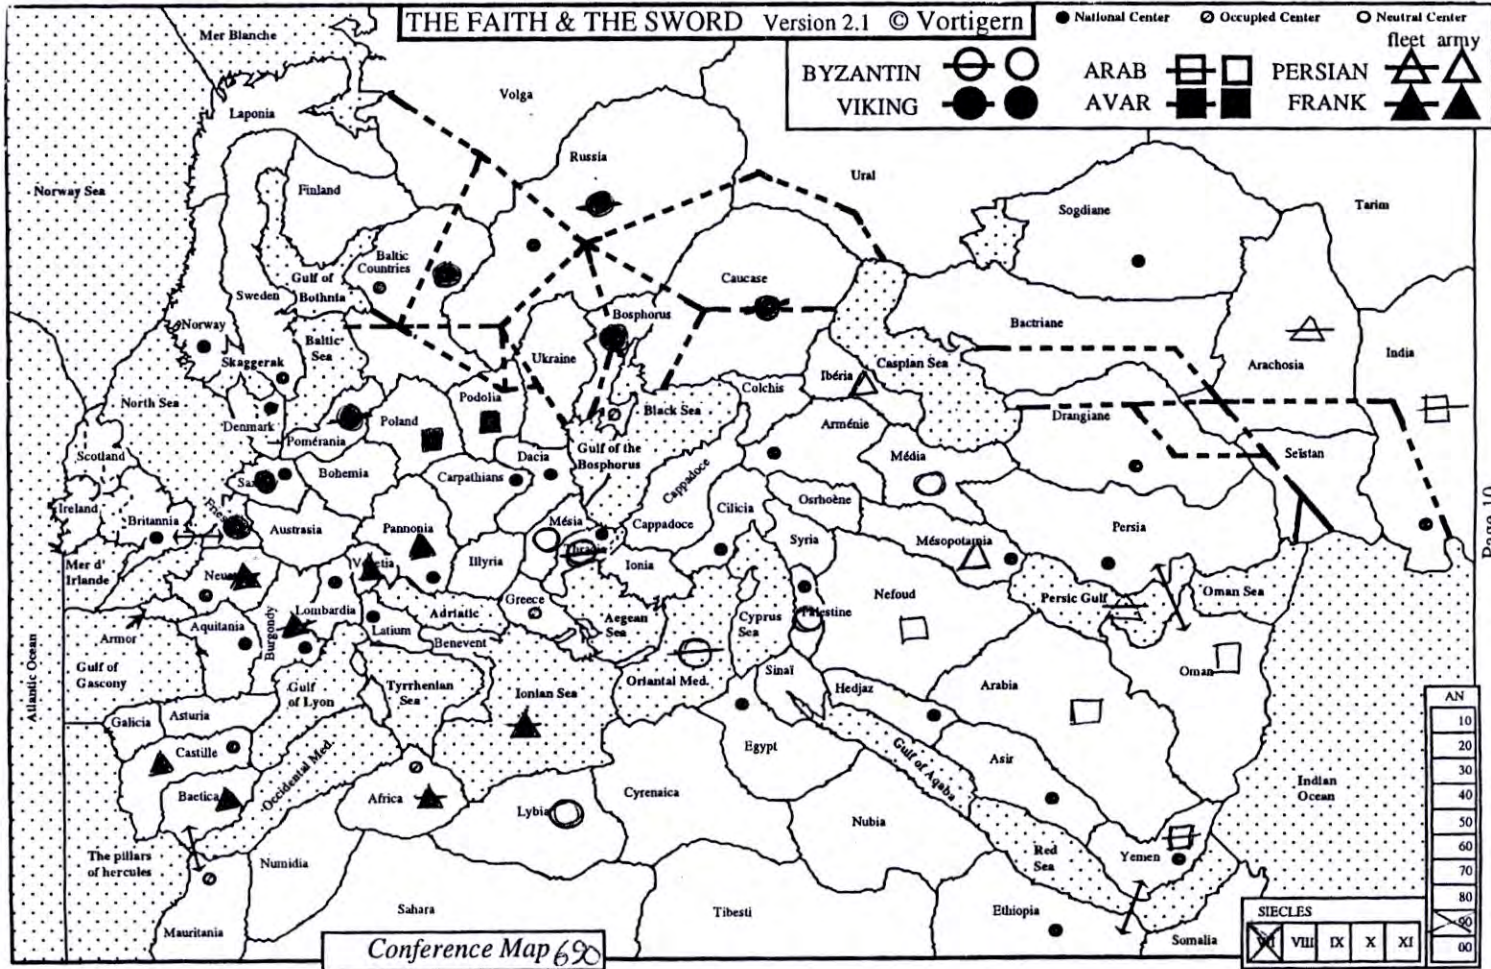 THE FAITH & THE SWORD Version 2.1 © Vortigern
National Center
Occupied Center
Neutral Center
fleet army
BYZANTIN
ARAB
PERSIAN
VIKING
AVAR
FRANK
Mer Blanche
Volga
Laponia
Russia
Ural
Norway Sea
Finland
Sogdiane
Tarim
Baltic
Countries
Gulf of
Bothnia
Caucase
Sweden
Bosphorus
Bactriane
Norway
Baltic
Sea
Ukraine
India
Skaggerak
Caspian Sea
Ibéria
Arachosia
Colchis
North Sea
Podolia
Black Sea
Drangiane
Denmark
Poland
Arménie
Pomérania
Gulf of the
Bosphorus
Scotland
Dacia
Média
Seïstan
Bohemia
Carpathians
Cappadoce
Osrhoène
Ireland
Britannia
Austrasia
Pannonia
Mésia
Cappadoce
Cilicia
Persia
Syria
Mésopotamia
Mer d'
Irlande
Illyria
Ionia
Page 10
Lombardia
Greece
Nefoud
Persic Gulf
Oman Sea
Adriatic
Aegean
Sea
Cyprus
Sea
Palestine
Armor
Aquitania
Burgondy
Latium
Benevent
Gulf of
Gascony
Atlantic Ocean
Gulf
of Lyon
Tyrrhenian
Sea
Ionian Sea
Oriantal Med.
Sinaï
Hedjaz
Arabia
Oman
Galicia
Asturia
Castille
Egypt
Gulf of Aqaba
Asir
Indian
Ocean
Baetica
Occidental Med.
Africa
Lybia
Cyrenaica
Nubia
The pillars
of hercules
Numidia
Red
Sea
Yemen
Sahara
Tibesti
Ethiopia
Mauritania
Somalia
Conference Map 690
AN
10
20
30
40
50
60
70
80
90
00
SIECLES
VIII IX X XI